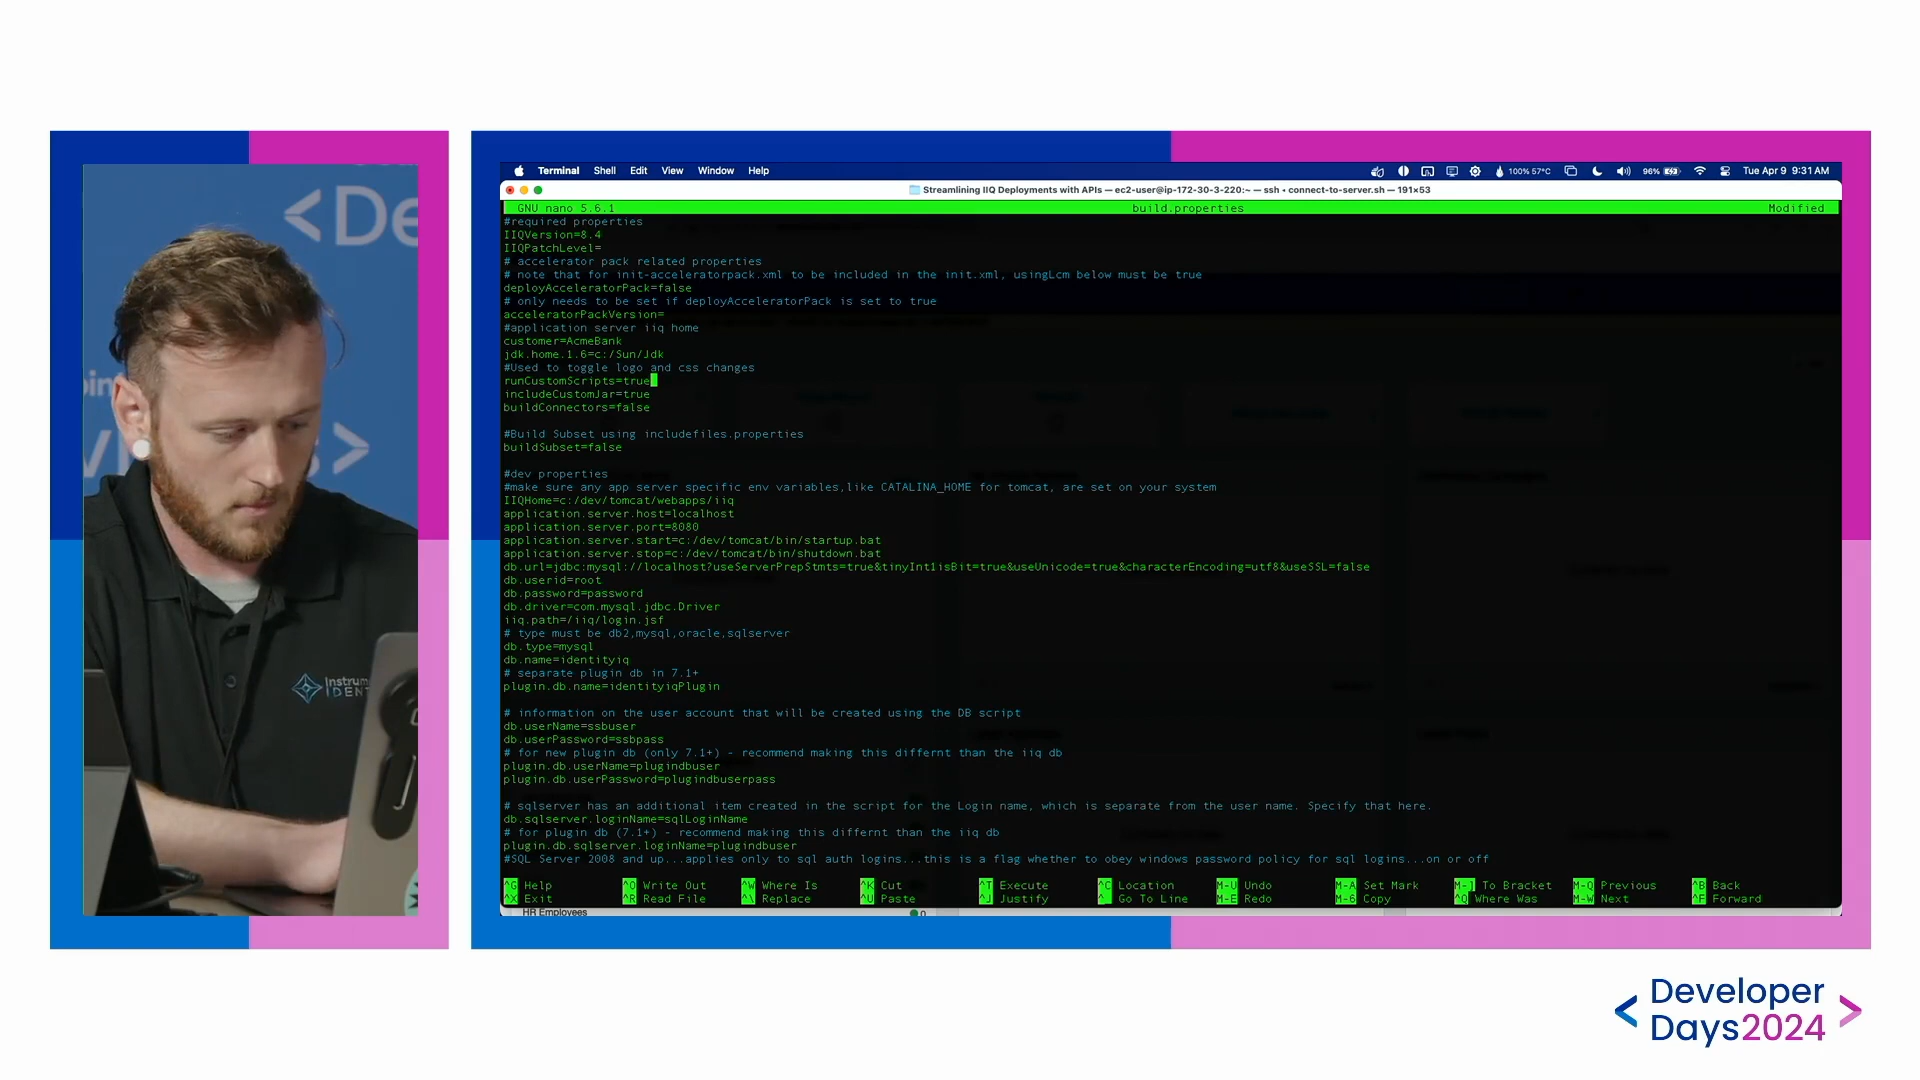 <De
in
V
s>
Instrum
IDENT
Terminal Shell Edit View Window Help
100% 57°C 96% Tue Apr 9 9:31 AM
Streamlining IIQ Deployments with APIs — ec2-user@ip-172-30-3-220:~ — ssh • connect-to-server.sh — 191×53
GNU nano 5.6.1 build.properties Modified
#required properties
IIQVersion=8.4
IIQPatchLevel=
# accelerator pack related properties
# note that for init-acceleratorpack.xml to be included in the init.xml, usingLcm below must be true
deployAcceleratorPack=false
# only needs to be set if deployAcceleratorPack is set to true
acceleratorPackVersion=
#application server iiq home
customer=AcmeBank
jdk.home.1.6=c:/Sun/Jdk
#Used to toggle logo and css changes
runCustomScripts=true
includeCustomJar=true
buildConnectors=false
#Build Subset using includefiles.properties
buildSubset=false
#dev properties
#make sure any app server specific env variables,like CATALINA_HOME for tomcat, are set on your system
IIQHome=c:/dev/tomcat/webapps/iiq
application.server.host=localhost
application.server.port=8080
application.server.start=c:/dev/tomcat/bin/startup.bat
application.server.stop=c:/dev/tomcat/bin/shutdown.bat
db.url=jdbc:mysql://localhost?useServerPrepStmts=true&tinyInt1isBit=true&useUnicode=true&characterEncoding=utf8&useSSL=false
db.userid=root
db.password=password
db.driver=com.mysql.jdbc.Driver
iiq.path=/iiq/login.jsf
# type must be db2,mysql,oracle,sqlserver
db.type=mysql
db.name=identityiq
# separate plugin db in 7.1+
plugin.db.name=identityiqPlugin
# information on the user account that will be created using the DB script
db.userName=ssbuser
db.userPassword=ssbpass
# for new plugin db (only 7.1+) - recommend making this differnt than the iiq db
plugin.db.userName=plugindbuser
plugin.db.userPassword=plugindbuserpass
# sqlserver has an additional item created in the script for the Login name, which is separate from the user name. Specify that here.
db.sqlserver.loginName=sqlLoginName
# for plugin db (7.1+) - recommend making this differnt than the iiq db
plugin.db.sqlserver.loginName=plugindbuser
#SQL Server 2008 and up...applies only to sql auth logins...this is a flag whether to obey windows password policy for sql logins...on or off
^G Help ^O Write Out ^W Where Is ^K Cut ^T Execute ^C Location M-U Undo M-A Set Mark M-] To Bracket M-Q Previous ^B Back
^X Exit ^R Read File ^\ Replace ^U Paste ^J Justify ^_ Go To Line M-E Redo M-6 Copy ^Q Where Was M-W Next ^F Forward
HR Employees 0
< Developer
Days2024 >